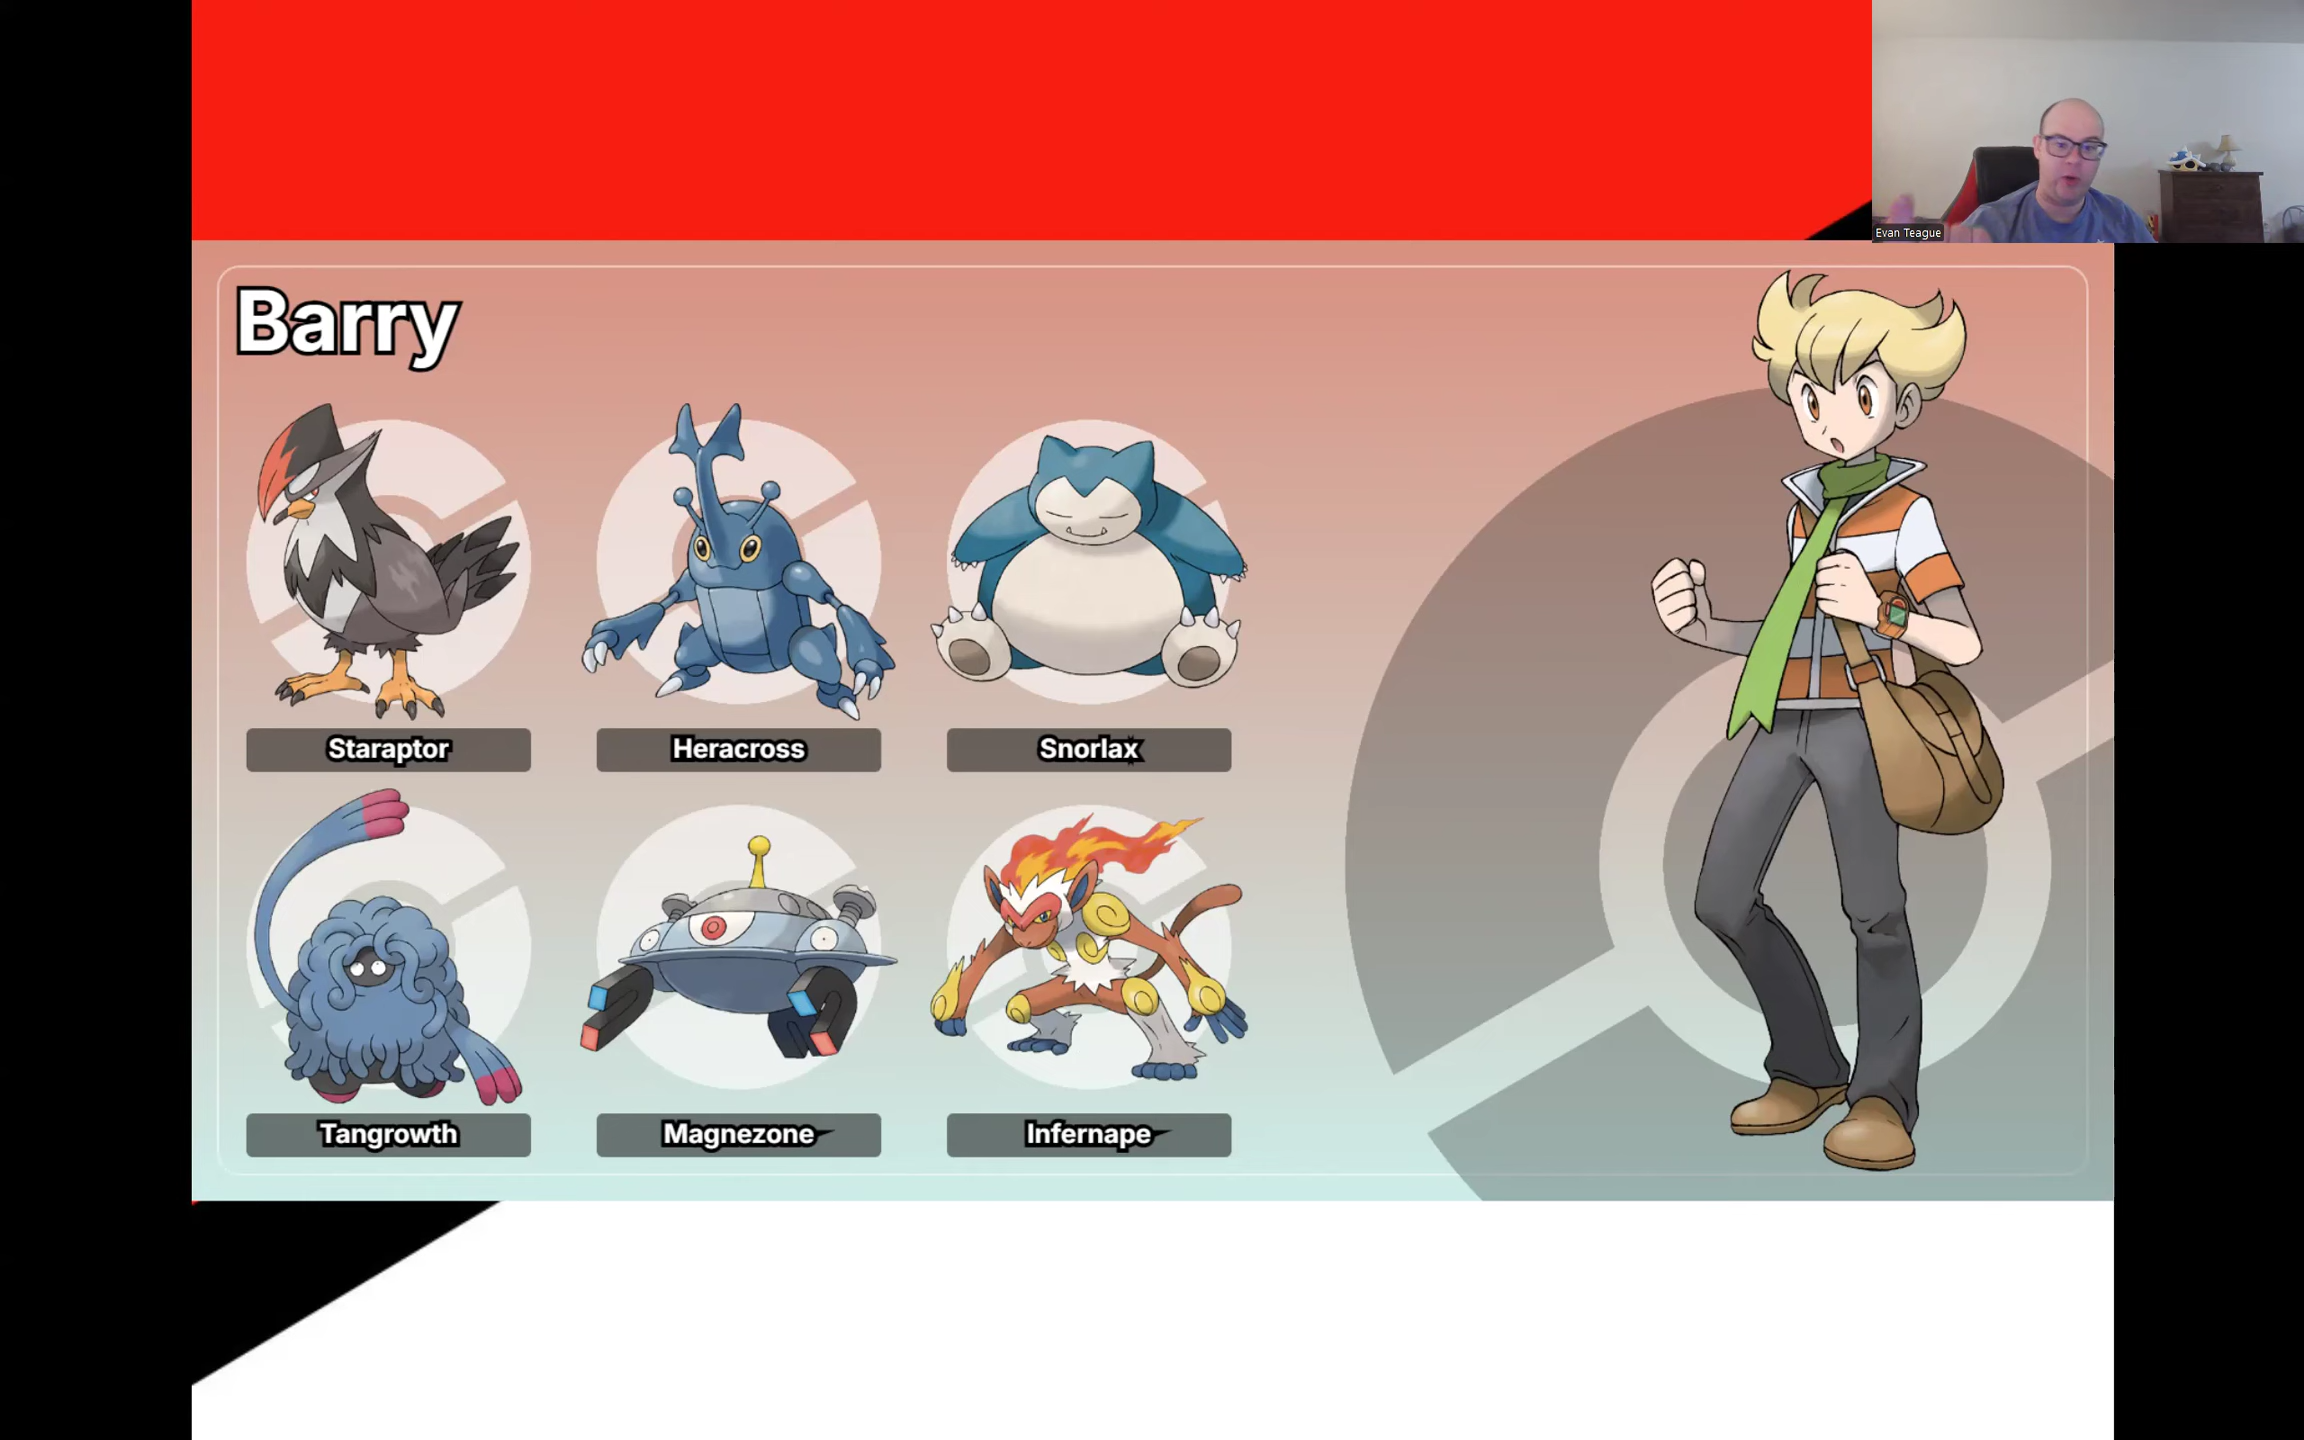 Evan Teague
Barry
Staraptor
Heracross
Snorlax
Tangrowth
Magnezone
Infernape